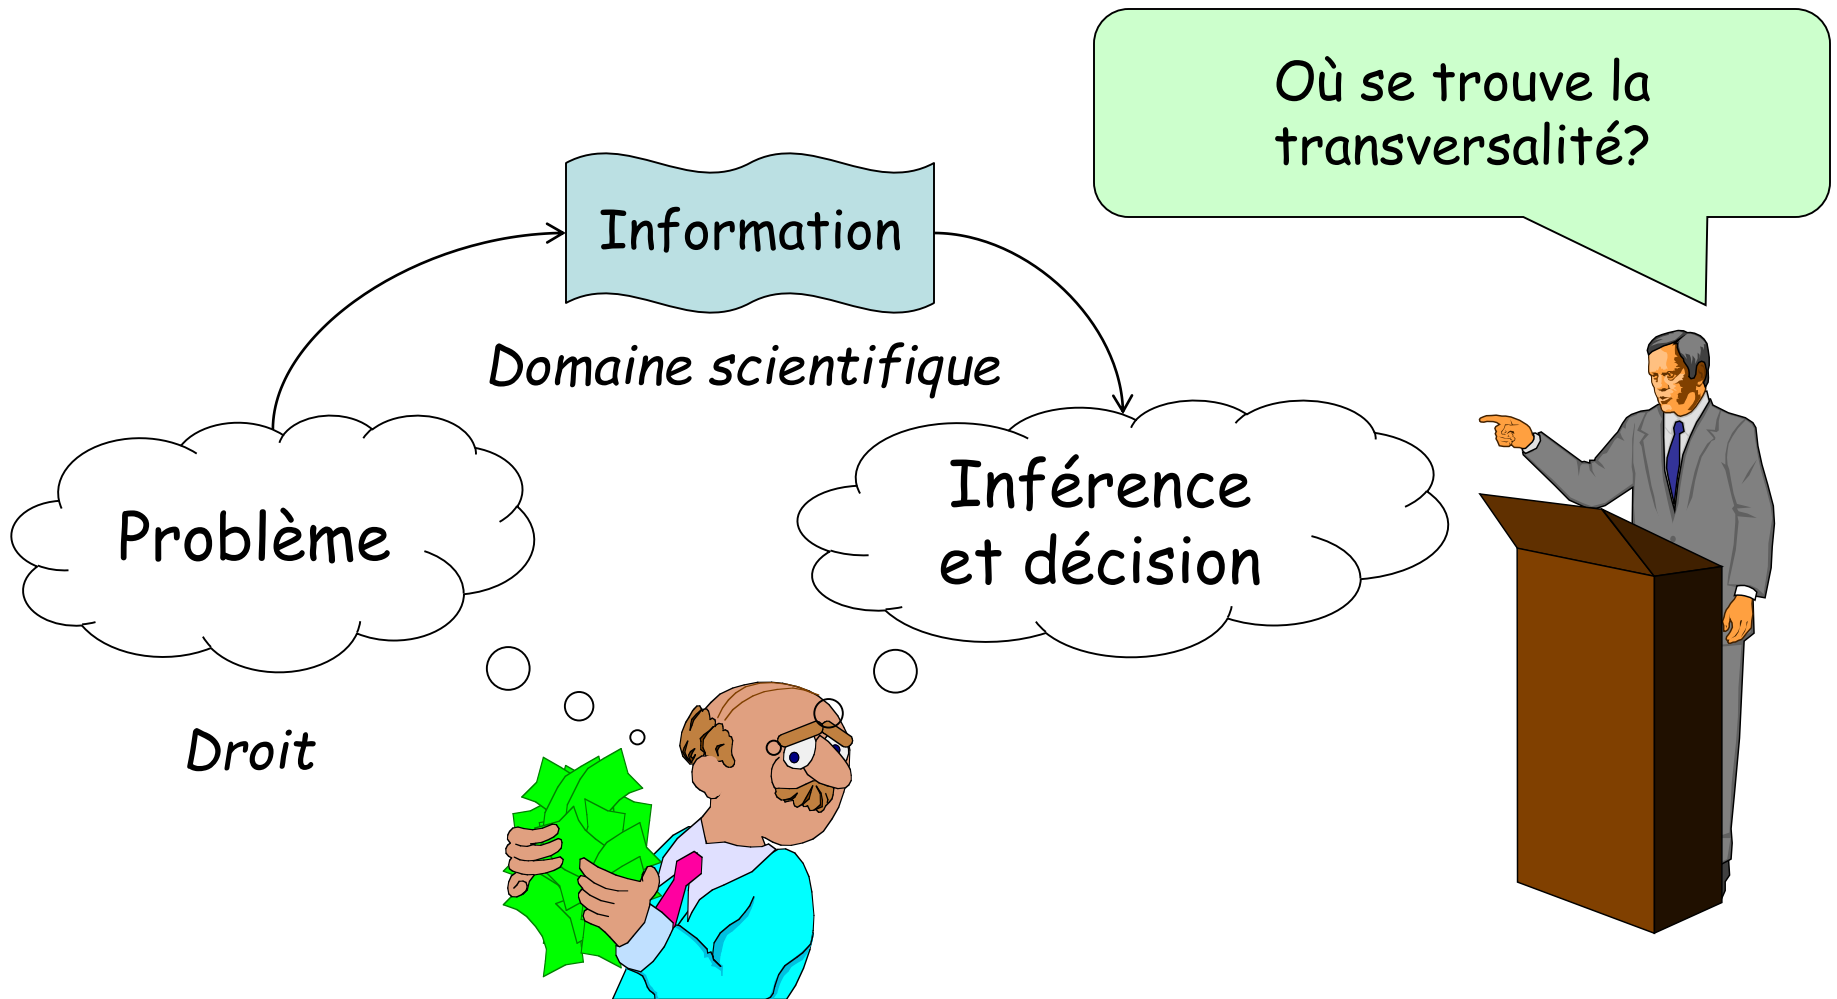 Où se trouve la
transversalité?
Information
Domaine scientifique
Problème
Inférence
et décision
Droit